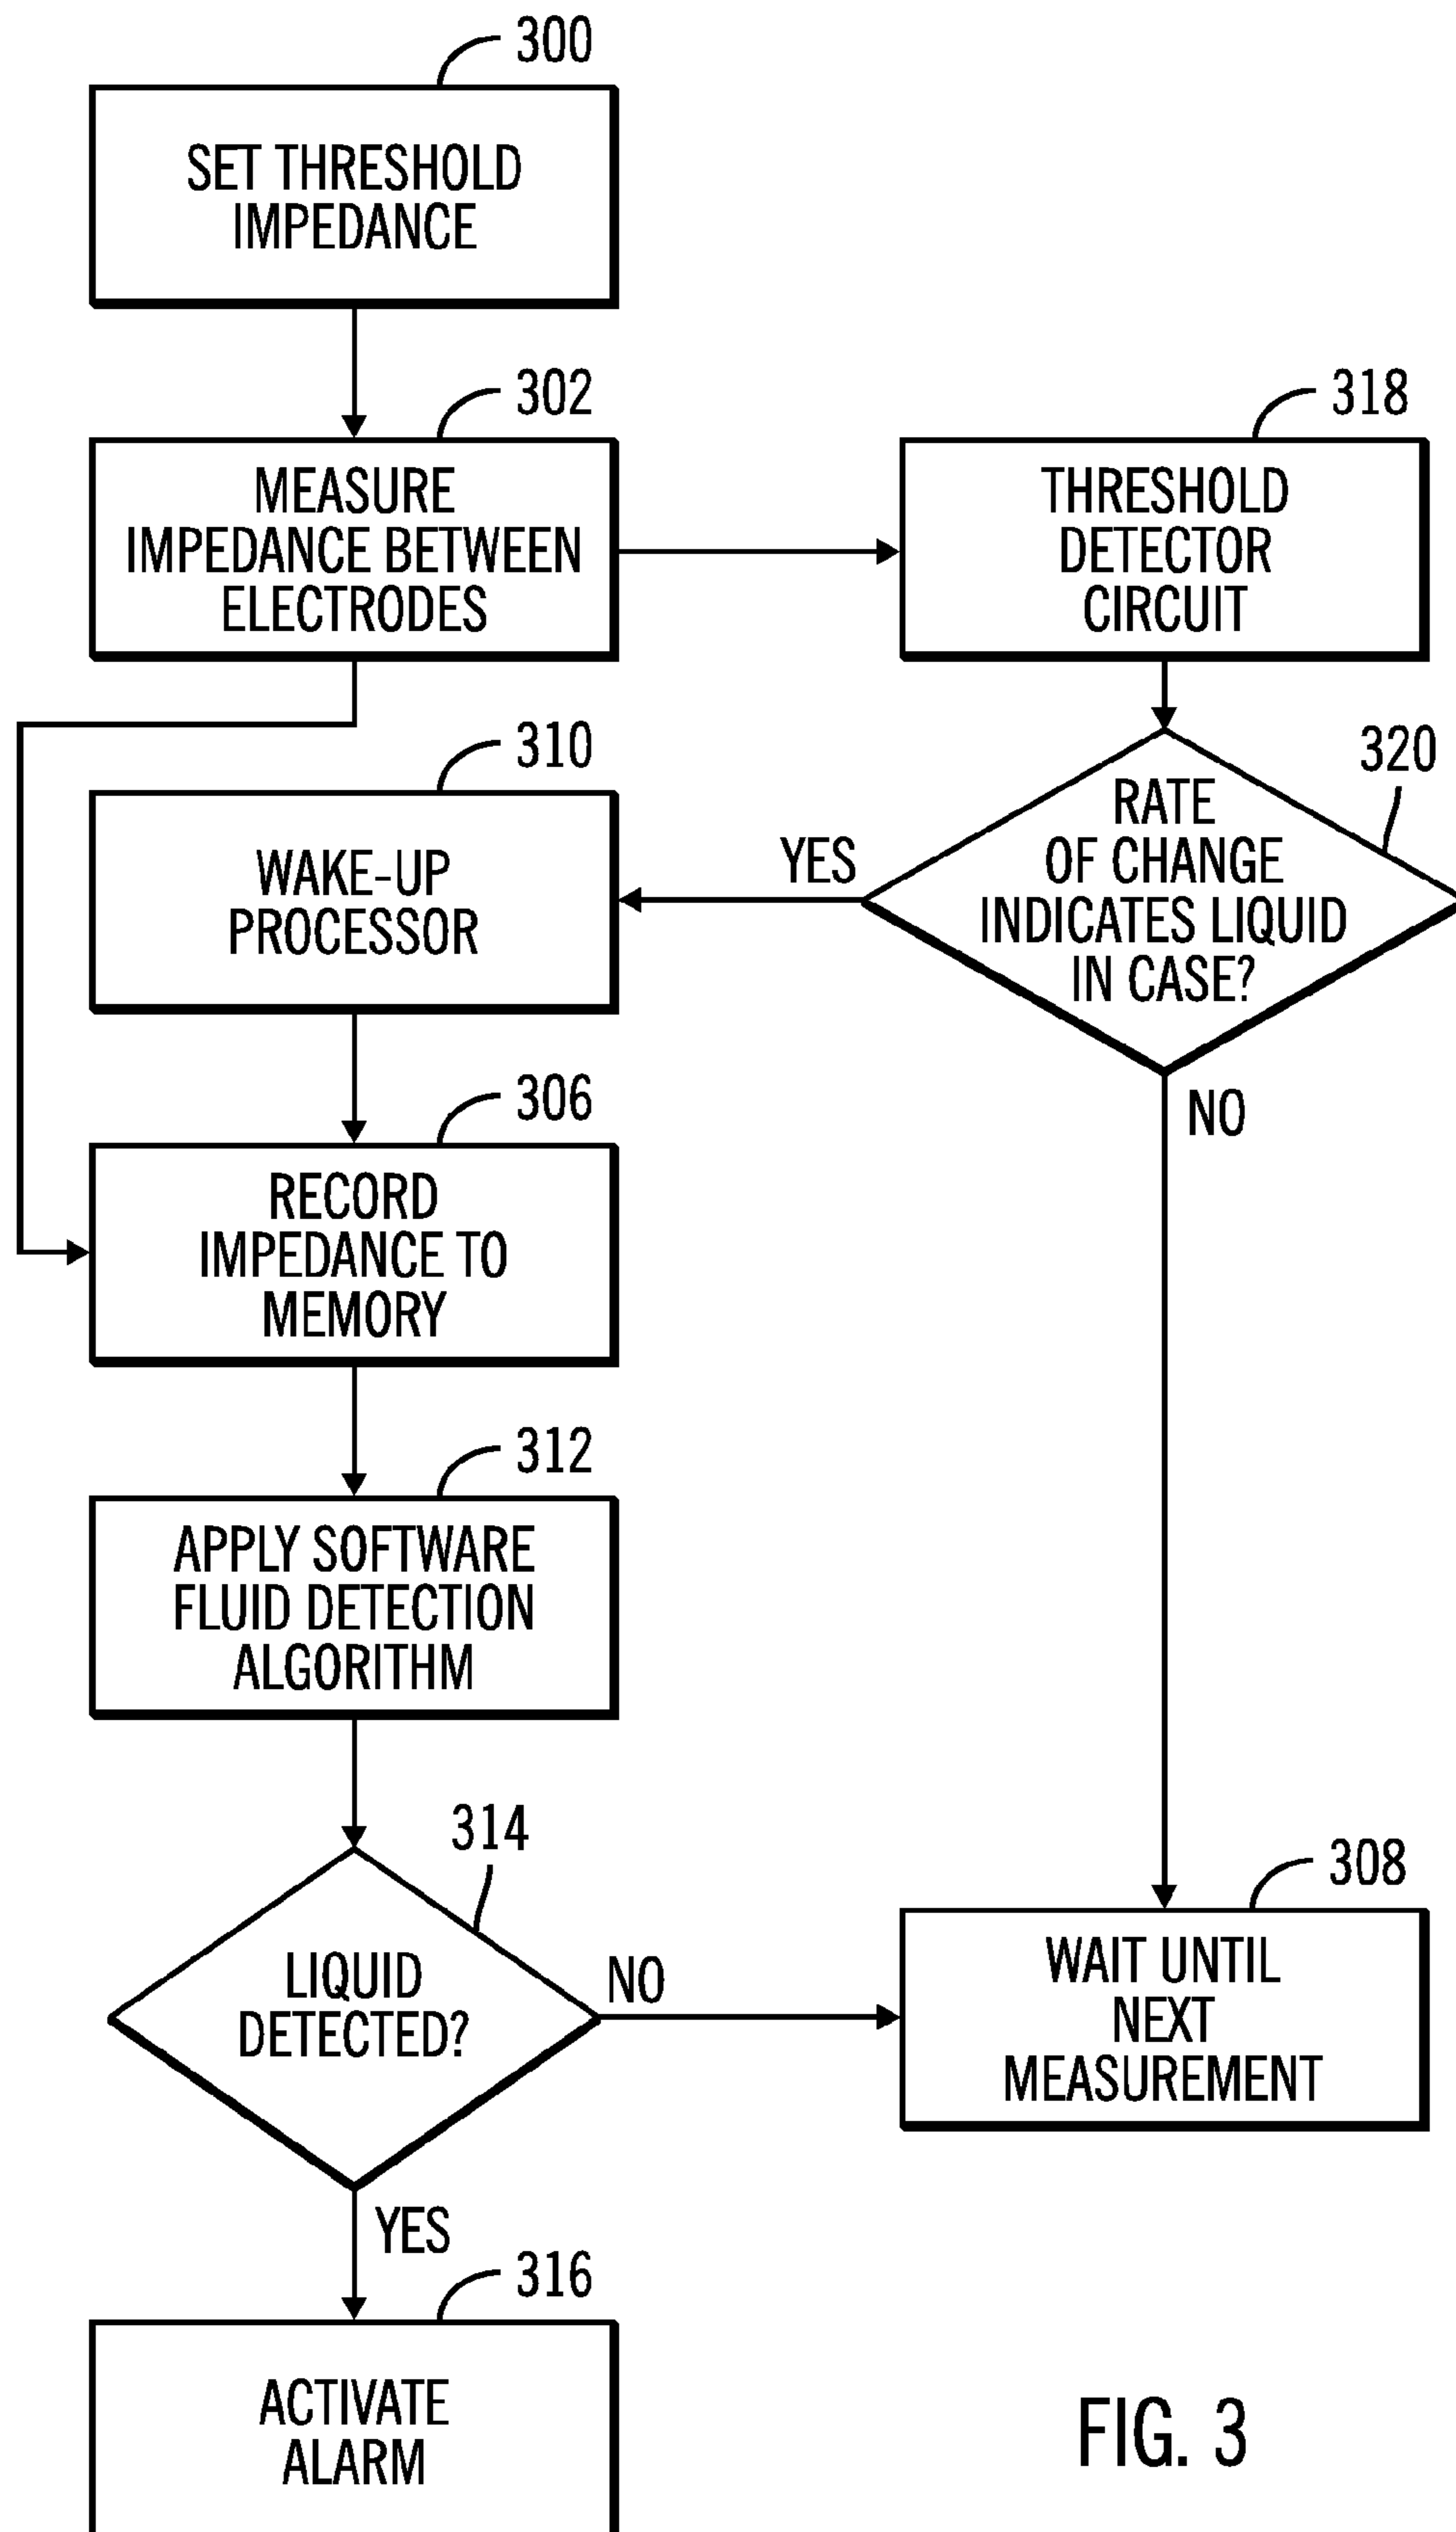 300
SET THRESHOLD
IMPEDANCE
302
MEASURE
IMPEDANCE BETWEEN
ELECTRODES
318
THRESHOLD
DETECTOR
CIRCUIT
310
WAKE-UP
PROCESSOR
YES
320
RATE
OF CHANGE
INDICATES LIQUID
IN CASE?
NO
306
RECORD
IMPEDANCE TO
MEMORY
312
APPLY SOFTWARE
FLUID DETECTION
ALGORITHM
314
LIQUID
DETECTED?
NO
308
WAIT UNTIL
NEXT
MEASUREMENT
YES
316
ACTIVATE
ALARM
FIG. 3